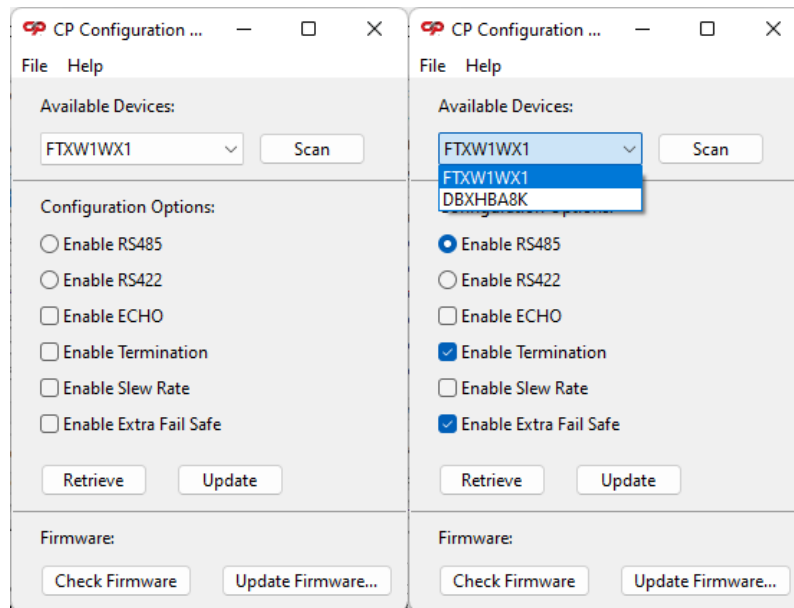 CP Configuration ...
File Help
Available Devices:
FTXW1WX1
Scan
Configuration Options:
Enable RS485
Enable RS422
Enable ECHO
Enable Termination
Enable Slew Rate
Enable Extra Fail Safe
Retrieve Update
Firmware:
Check Firmware Update Firmware...
CP Configuration ...
File Help
Available Devices:
FTXW1WX1
Scan
FTXW1WX1
DBXHBA8K
Enable RS485
Enable RS422
Enable ECHO
Enable Termination
Enable Slew Rate
Enable Extra Fail Safe
Retrieve Update
Firmware:
Check Firmware Update Firmware...